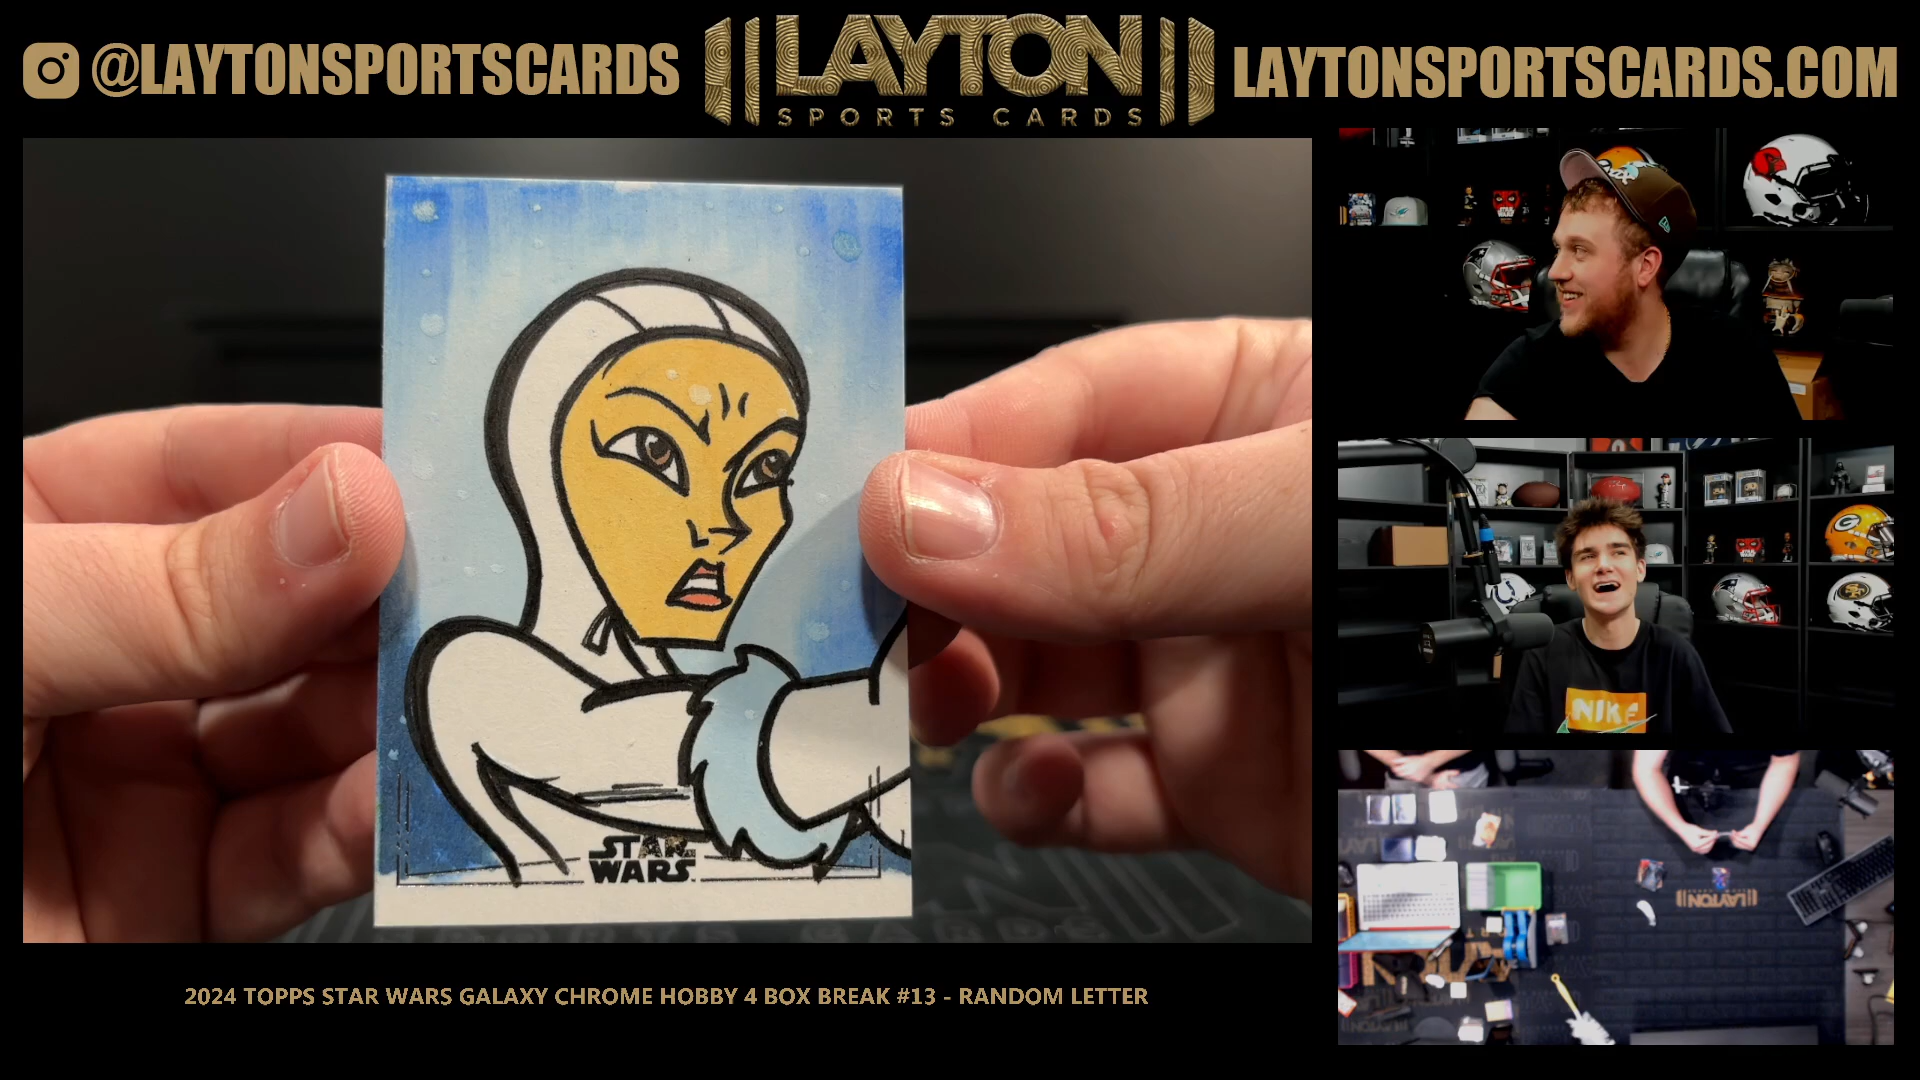 @LAYTONSPORTSCARDS
LAYTON
SPORTS CARDS
LAYTONSPORTSCARDS.COM
STAR
WARS
NIKE
LAYTON
2024 TOPPS STAR WARS GALAXY CHROME HOBBY 4 BOX BREAK #13 - RANDOM LETTER